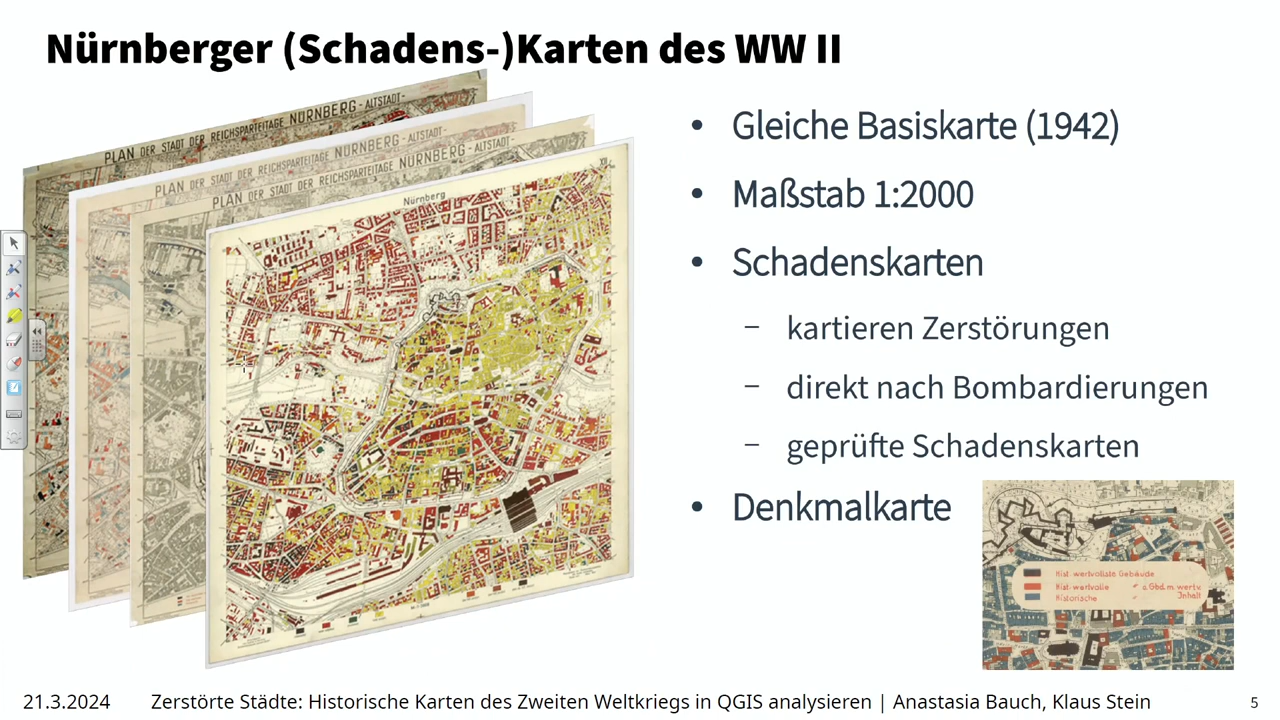 Nürnberger (Schadens-)Karten des WW II
PLAN DER STADT DER REICHSPARTEITAGE NÜRNBERG - ALTSTADT-
PLAN DER STADT DER REICHSPARTEITAGE NÜRNBERG - ALTSTADT-
PLAN DER STADT DER REICHSPARTEITAGE NÜRNBERG - ALTSTADT-
Nürnberg
XII
• Gleiche Basiskarte (1942)
• Maßstab 1:2000
• Schadenskarten
– kartieren Zerstörungen
– direkt nach Bombardierungen
– geprüfte Schadenskarten
• Denkmalkarte
Hist-wertvollste Gebäude
Hist-wertvolle " o.Gbd.m.wertv.
Historische " Inhalt
21.3.2024 Zerstörte Städte: Historische Karten des Zweiten Weltkriegs in QGIS analysieren | Anastasia Bauch, Klaus Stein 5